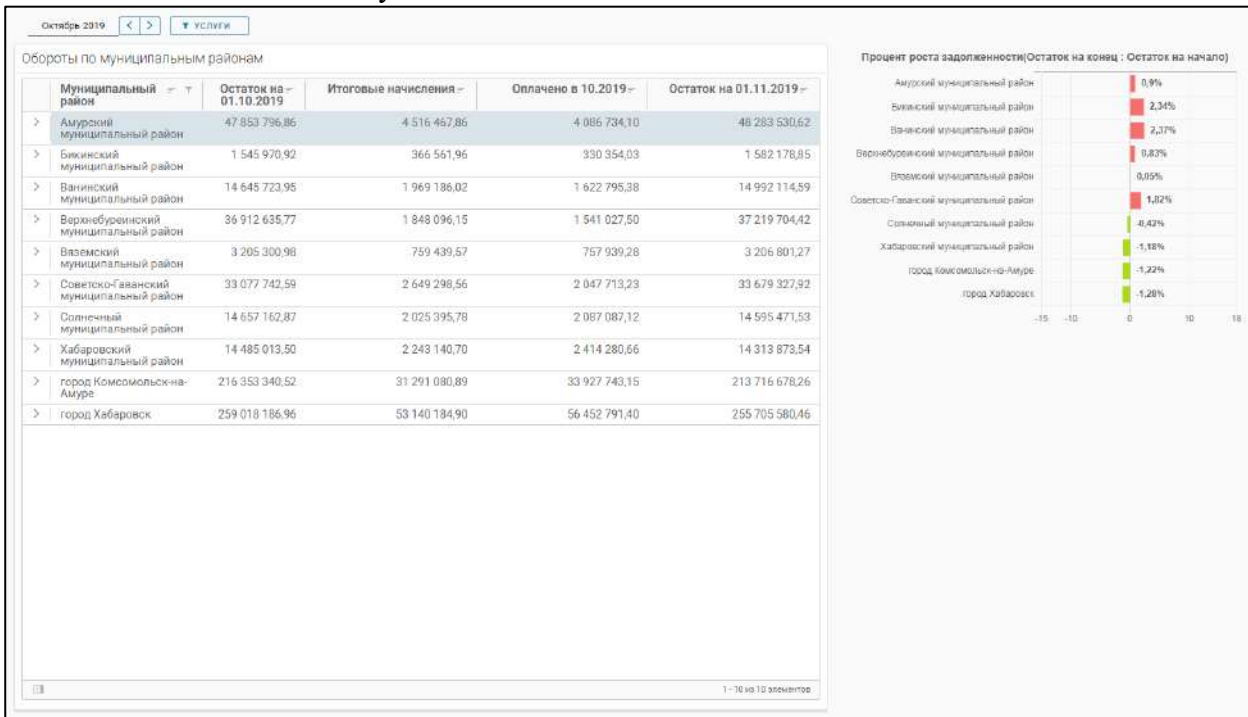 Октябрь 2019
УСЛУГИ
Обороты по муниципальным районам
Муниципальный район Остаток на 01.10.2019 Итоговые начисления Оплачено в 10.2019 Остаток на 01.11.2019
Амурский муниципальный район 47 853 796,86 4 516 467,86 4 086 734,10 48 283 530,62
Бикинский муниципальный район 1 545 970,92 366 561,96 330 354,03 1 582 178,85
Ванинский муниципальный район 14 645 723,95 1 969 186,02 1 622 795,38 14 992 114,59
Верхнебуреинский муниципальный район 36 912 635,77 1 848 096,15 1 541 027,50 37 219 704,42
Вяземский муниципальный район 3 205 300,98 759 439,57 757 939,28 3 206 801,27
Советско-Гаванский муниципальный район 33 077 742,59 2 649 298,56 2 047 713,23 33 679 327,92
Солнечный муниципальный район 14 657 162,87 2 025 395,78 2 087 087,12 14 595 471,53
Хабаровский муниципальный район 14 485 013,50 2 243 140,70 2 414 280,66 14 313 873,54
город Комсомольск-на-Амуре 216 353 340,52 31 291 080,89 33 927 743,15 213 716 678,26
город Хабаровск 259 018 186,96 53 140 184,90 56 452 791,40 255 705 580,46
1 - 10 из 10 элементов
Процент роста задолженности(Остаток на конец : Остаток на начало)
Амурский муниципальный район 0,9%
Бикинский муниципальный район 2,34%
Ванинский муниципальный район 2,37%
Верхнебуреинский муниципальный район 0,83%
Вяземский муниципальный район 0,05%
Советско-Гаванский муниципальный район 1,82%
Солнечный муниципальный район -0,42%
Хабаровский муниципальный район -1,18%
город Комсомольск-на-Амуре -1,22%
город Хабаровск -1,28%
-15 -10 0 10 18